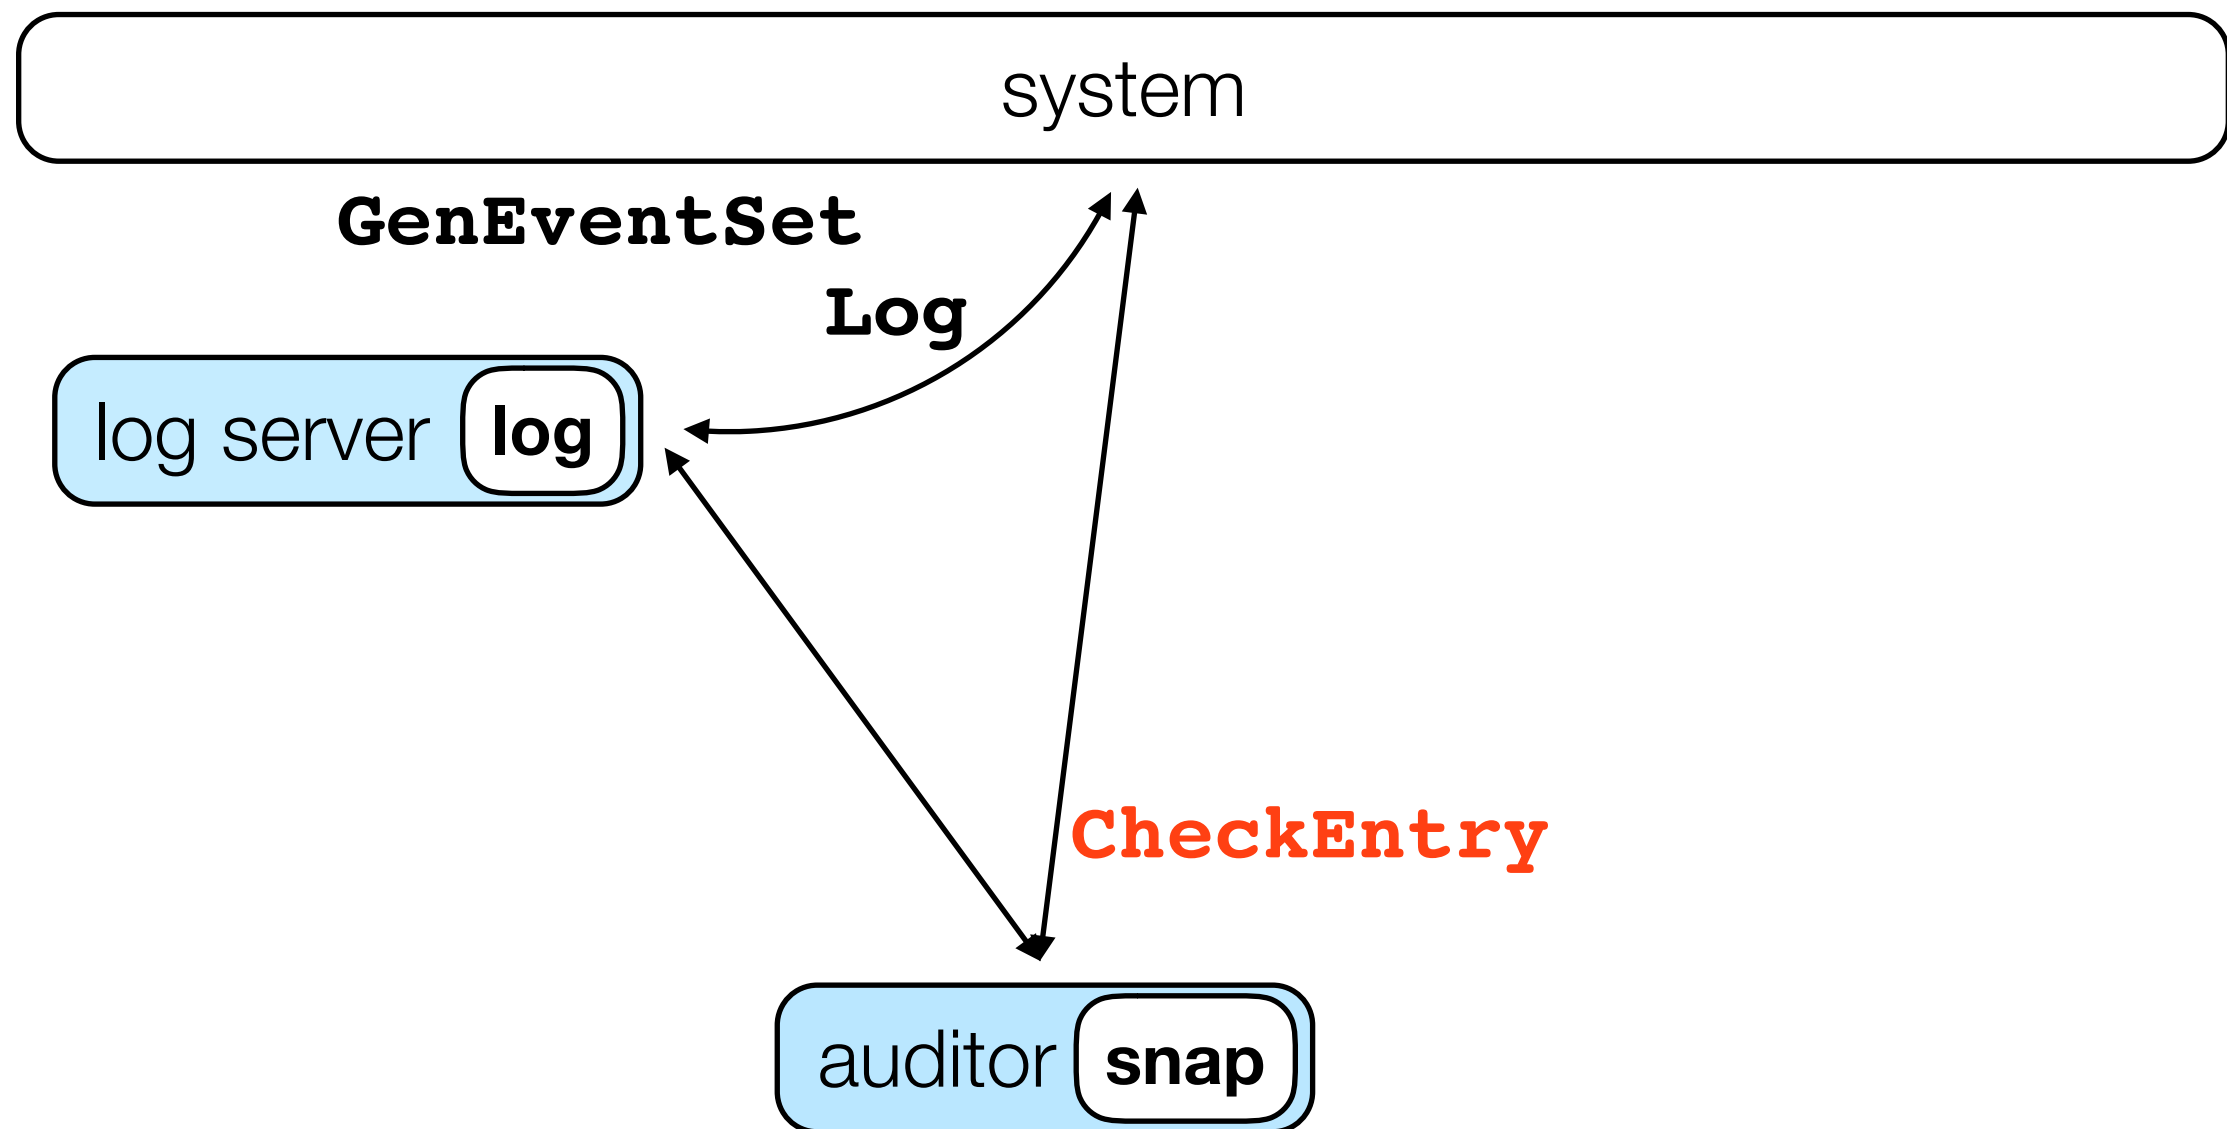 system
GenEventSet
Log
log server log
CheckEntry
auditor snap